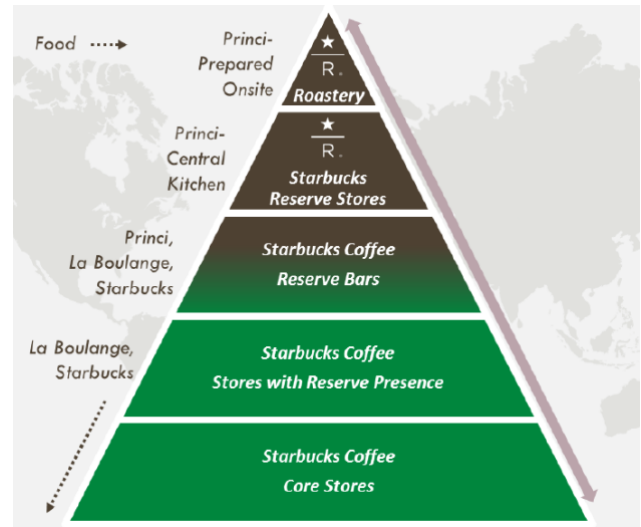 Food
Princi-
Prepared
Onsite
R.
Roastery
Princi-
Central
Kitchen
R.
Starbucks
Reserve Stores
Princi,
La Boulange,
Starbucks
Starbucks Coffee
Reserve Bars
La Boulange,
Starbucks
Starbucks Coffee
Stores with Reserve Presence
Starbucks Coffee
Core Stores